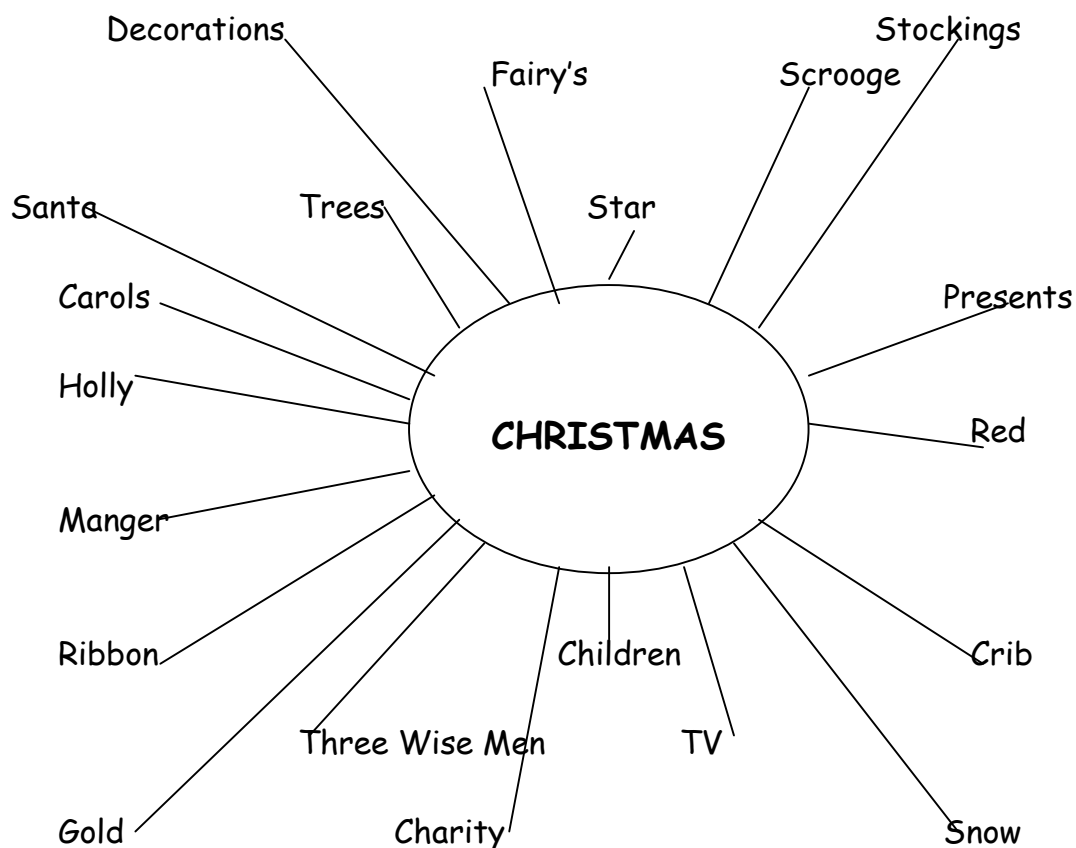 Decorations
Stockings
Fairy's
Scrooge
Santa
Trees
Star
Carols
Presents
Holly
CHRISTMAS
Red
Manger
Ribbon
Children
Crib
Three Wise Men
TV
Gold
Charity
Snow